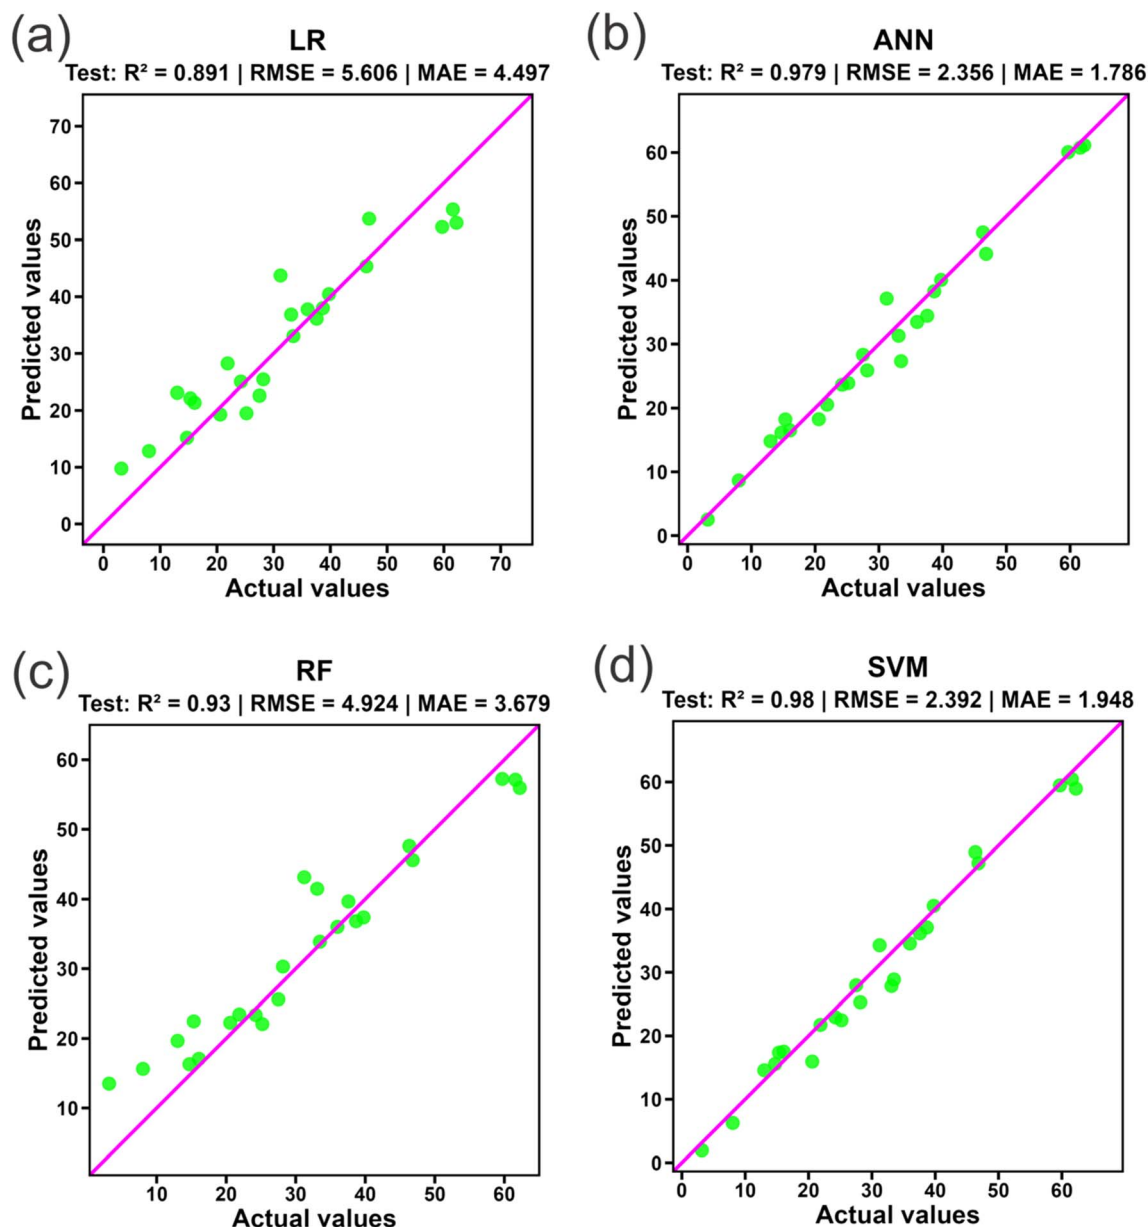 (a)
LR
Test: R² = 0.891 | RMSE = 5.606 | MAE = 4.497
Predicted values
70
60
50
40
30
20
10
0
0 10 20 30 40 50 60 70
Actual values
(b)
ANN
Test: R² = 0.979 | RMSE = 2.356 | MAE = 1.786
Predicted values
60
50
40
30
20
10
0
0 10 20 30 40 50 60
Actual values
(c)
RF
Test: R² = 0.93 | RMSE = 4.924 | MAE = 3.679
Predicted values
60
50
40
30
20
10
10 20 30 40 50 60
Actual values
(d)
SVM
Test: R² = 0.98 | RMSE = 2.392 | MAE = 1.948
Predicted values
60
50
40
30
20
10
0
0 10 20 30 40 50 60
Actual values